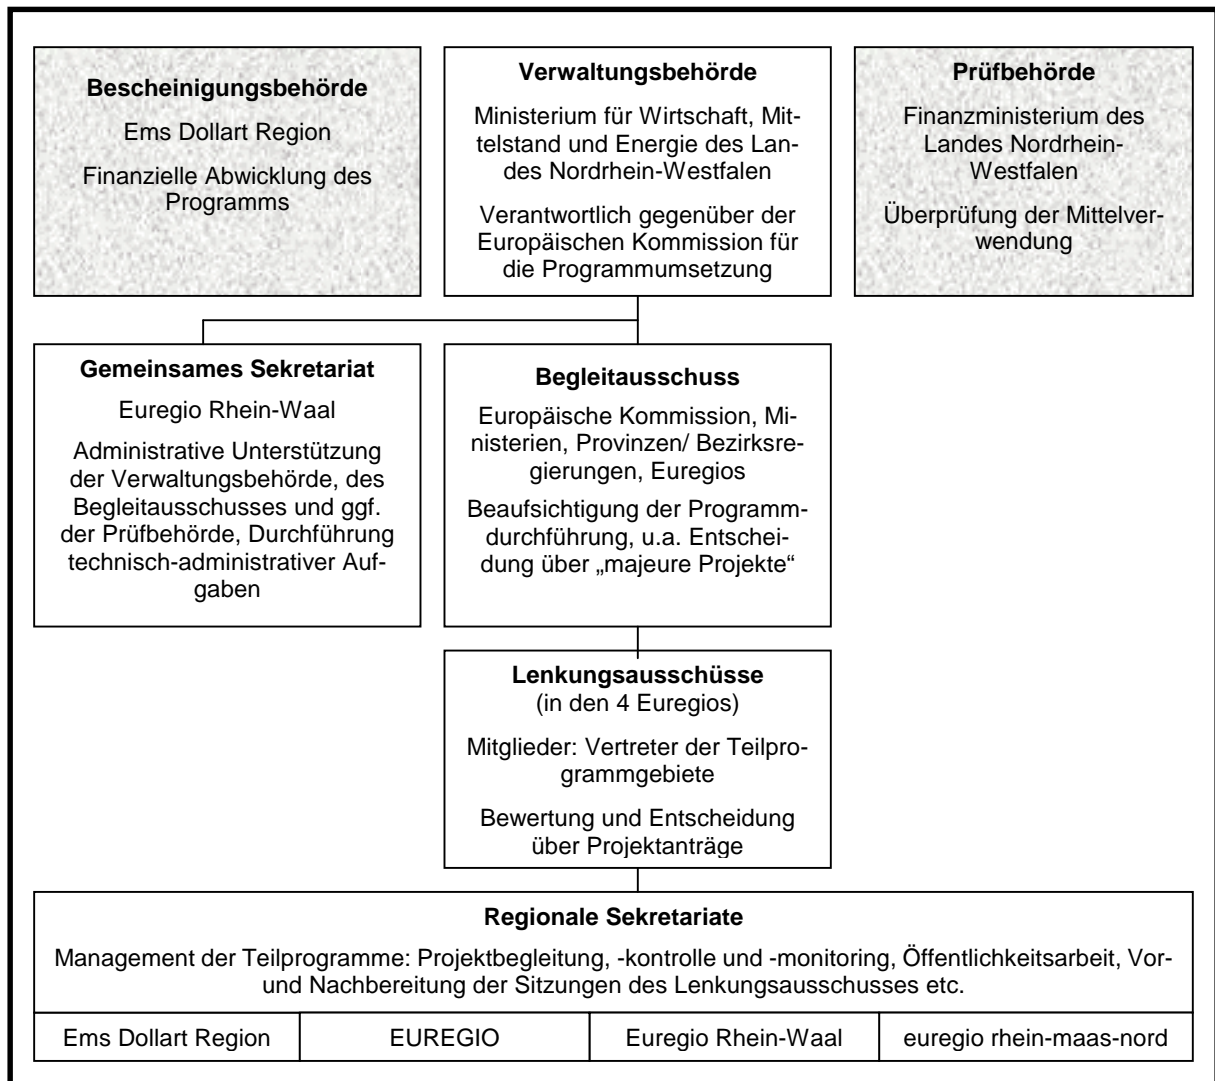 Bescheinigungsbehörde
Ems Dollart Region
Finanzielle Abwicklung des
Programms
Verwaltungsbehörde
Ministerium für Wirtschaft, Mit-
telstand und Energie des Lan-
des Nordrhein-Westfalen
Verantwortlich gegenüber der
Europäischen Kommission für
die Programmumsetzung
Prüfbehörde
Finanzministerium des
Landes Nordrhein-
Westfalen
Überprüfung der Mittelver-
wendung
Gemeinsames Sekretariat
Euregio Rhein-Waal
Administrative Unterstützung
der Verwaltungsbehörde, des
Begleitausschusses und ggf.
der Prüfbehörde, Durchführung
technisch-administrativer Auf-
gaben
Begleitausschuss
Europäische Kommission, Mi-
nisterien, Provinzen/ Bezirksre-
gierungen, Euregios
Beaufsichtigung der Programm-
durchführung, u.a. Entschei-
dung über „majeure Projekte“
Lenkungsausschüsse
(in den 4 Euregios)
Mitglieder: Vertreter der Teilpro-
grammgebiete
Bewertung und Entscheidung
über Projektanträge
Regionale Sekretariate
Management der Teilprogramme: Projektbegleitung, -kontrolle und -monitoring, Öffentlichkeitsarbeit, Vor-
und Nachbereitung der Sitzungen des Lenkungsausschusses etc.
Ems Dollart Region
EUREGIO
Euregio Rhein-Waal
euregio rhein-maas-nord